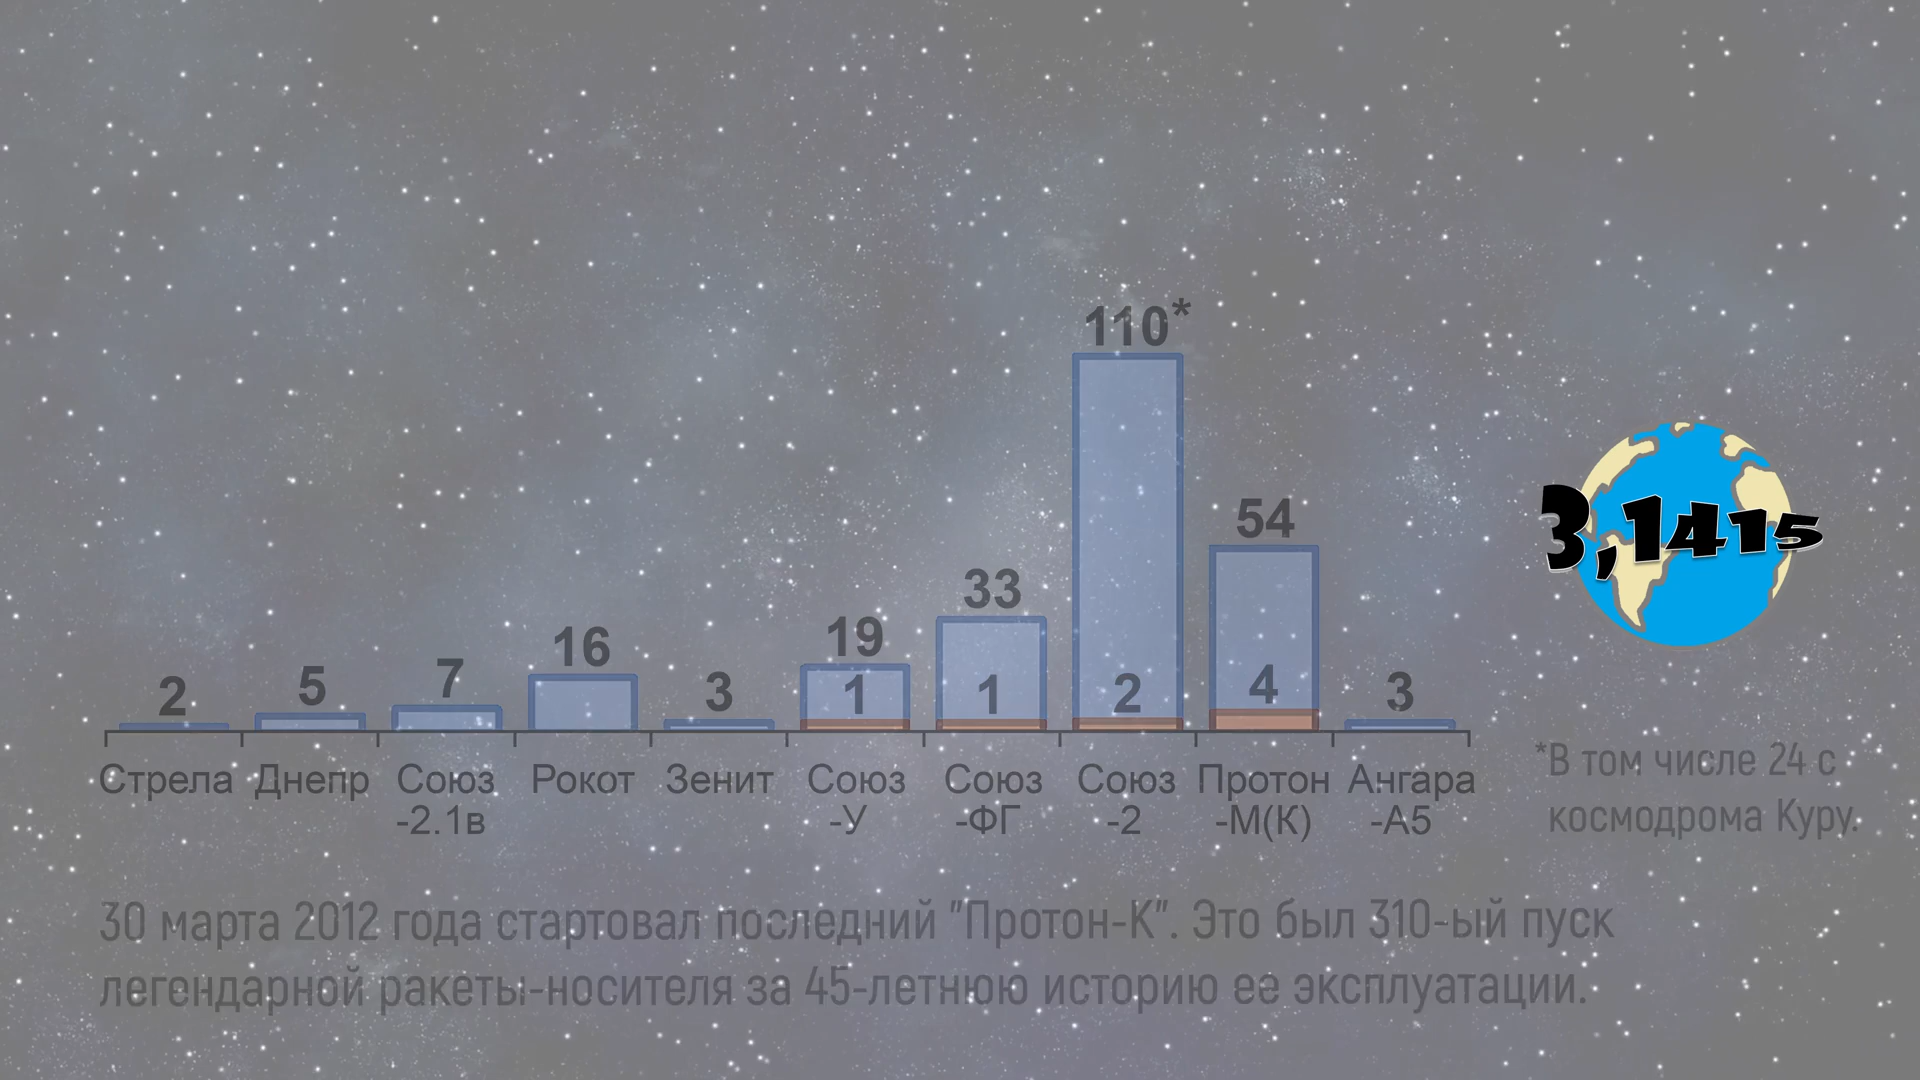 110*
54
33
19
16
7
5
2
3
1
1
2
4
3
3,1415
Стрела Днепр Союз Рокот Зенит Союз Союз Союз Протон Ангара
-2.1в -У -ФГ -2 -М(К) -А5
*В том числе 24 с
космодрома Куру.
30 марта 2012 года стартовал последний "Протон-К". Это был 310-ый пуск
легендарной ракеты-носителя за 45-летнюю историю ее эксплуатации.